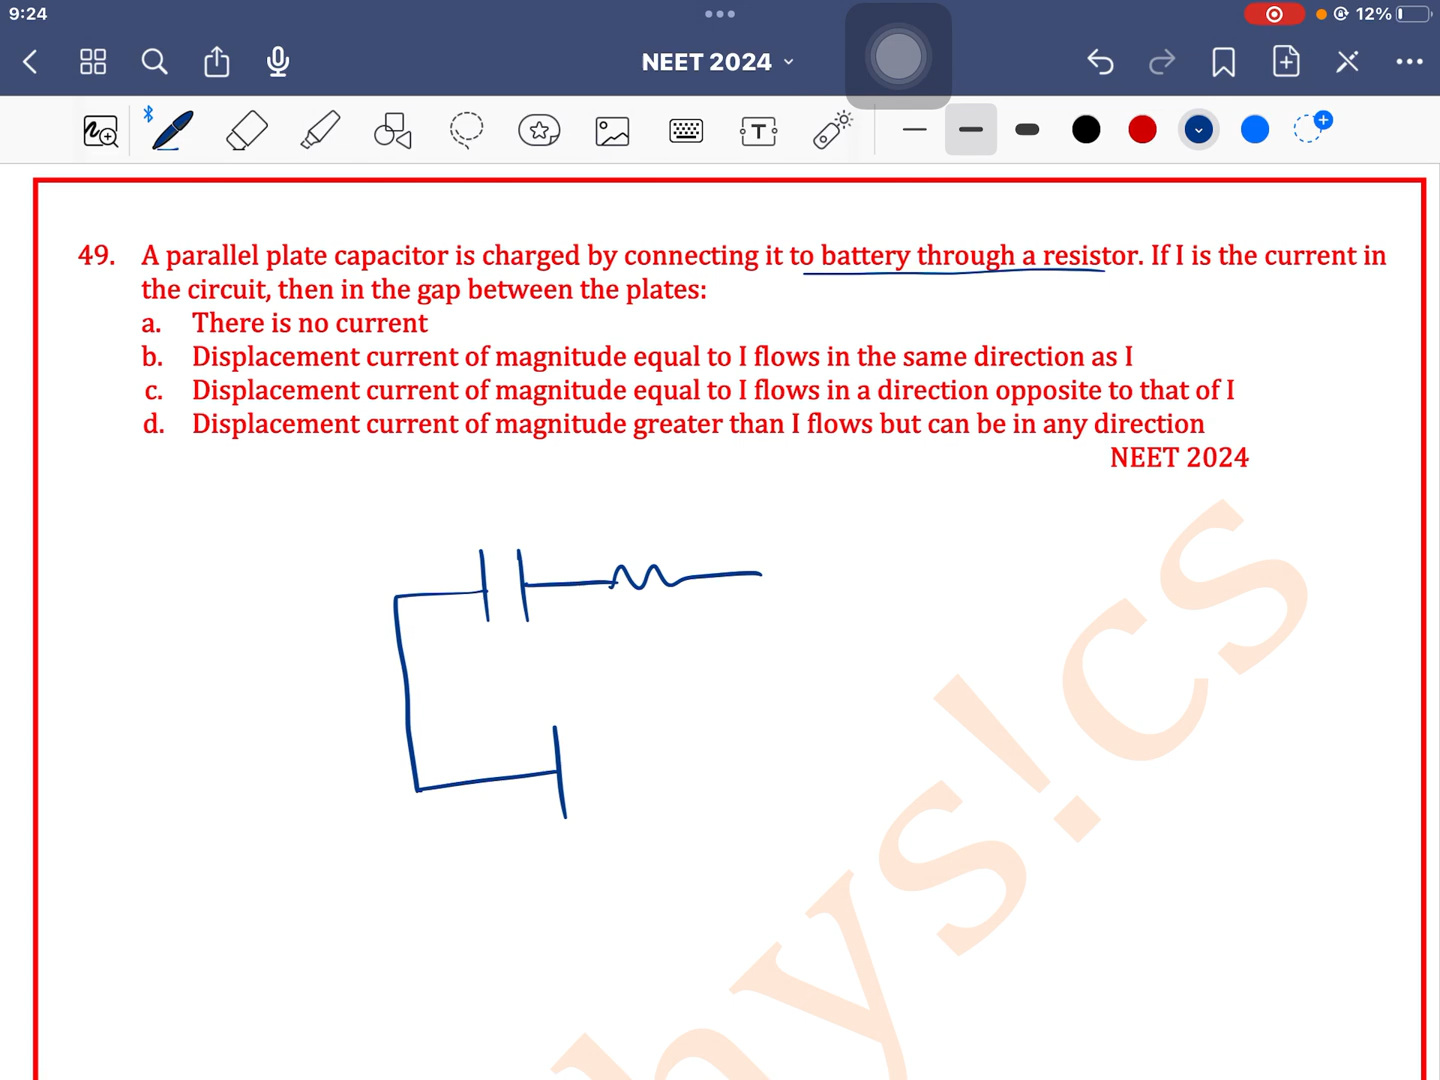 9:24
12%
NEET 2024
T
49. A parallel plate capacitor is charged by connecting it to battery through a resistor. If I is the current in
the circuit, then in the gap between the plates:
a. There is no current
b. Displacement current of magnitude equal to I flows in the same direction as I
c. Displacement current of magnitude equal to I flows in a direction opposite to that of I
d. Displacement current of magnitude greater than I flows but can be in any direction
NEET 2024
hys!cs